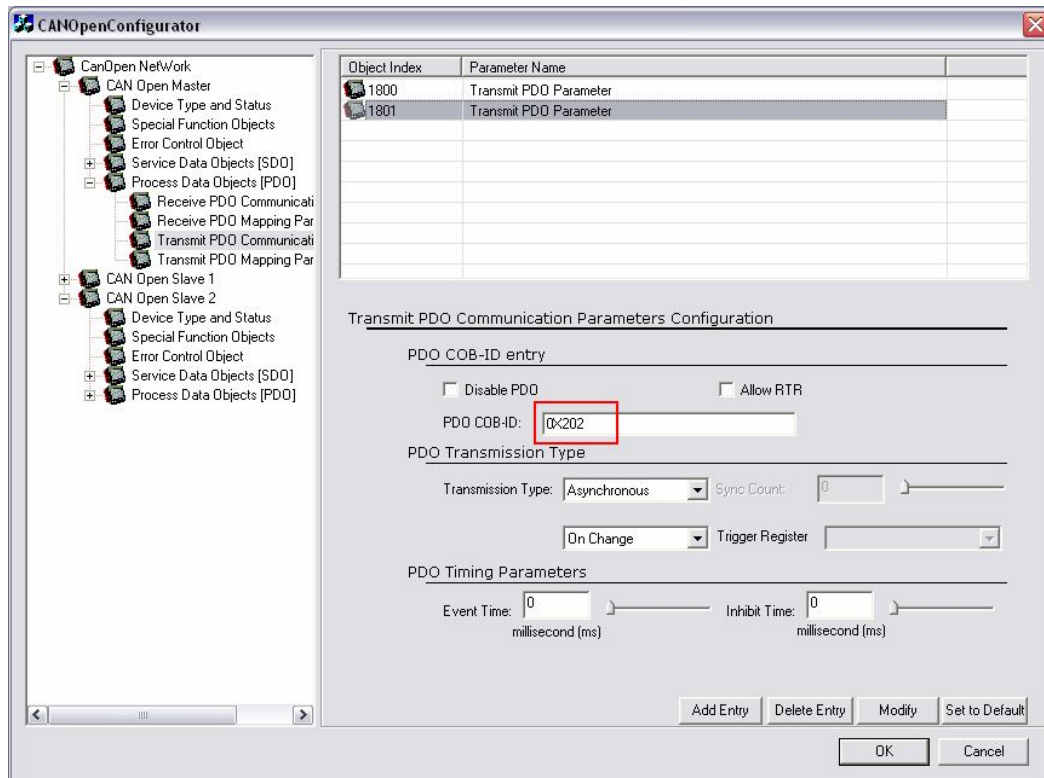 CANOpenConfigurator
CanOpen NetWork
CAN Open Master
Device Type and Status
Special Function Objects
Error Control Object
Service Data Objects [SDO]
Process Data Objects [PDO]
Receive PDO Communicati
Receive PDO Mapping Par
Transmit PDO Communicati
Transmit PDO Mapping Par
CAN Open Slave 1
CAN Open Slave 2
Device Type and Status
Special Function Objects
Error Control Object
Service Data Objects [SDO]
Process Data Objects [PDO]
Object Index Parameter Name
1800 Transmit PDO Parameter
1801 Transmit PDO Parameter
Transmit PDO Communication Parameters Configuration
PDO COB-ID entry
Disable PDO Allow RTR
PDO COB-ID: 0X202
PDO Transmission Type
Transmission Type: Asynchronous Sync Count: 0
On Change Trigger Register
PDO Timing Parameters
Event Time: 0 Inhibit Time: 0
millisecond (ms) millisecond (ms)
Add Entry Delete Entry Modify Set to Default
OK Cancel